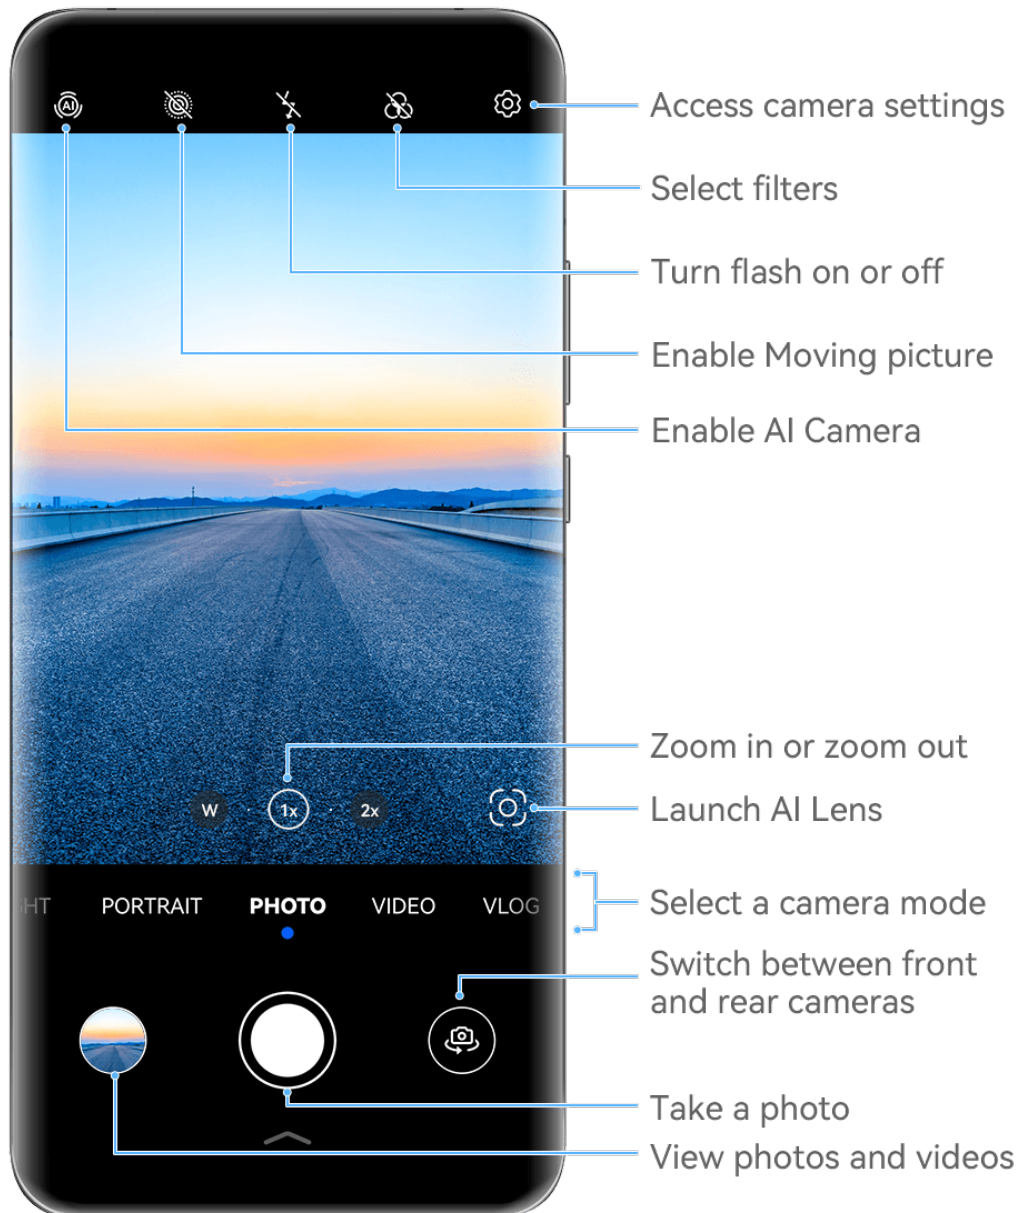 AI
Access camera settings
Select filters
Turn flash on or off
Enable Moving picture
Enable AI Camera
Zoom in or zoom out
W 1x 2x
Launch AI Lens
HT PORTRAIT PHOTO VIDEO VLOG
Select a camera mode
Switch between front
and rear cameras
Take a photo
View photos and videos